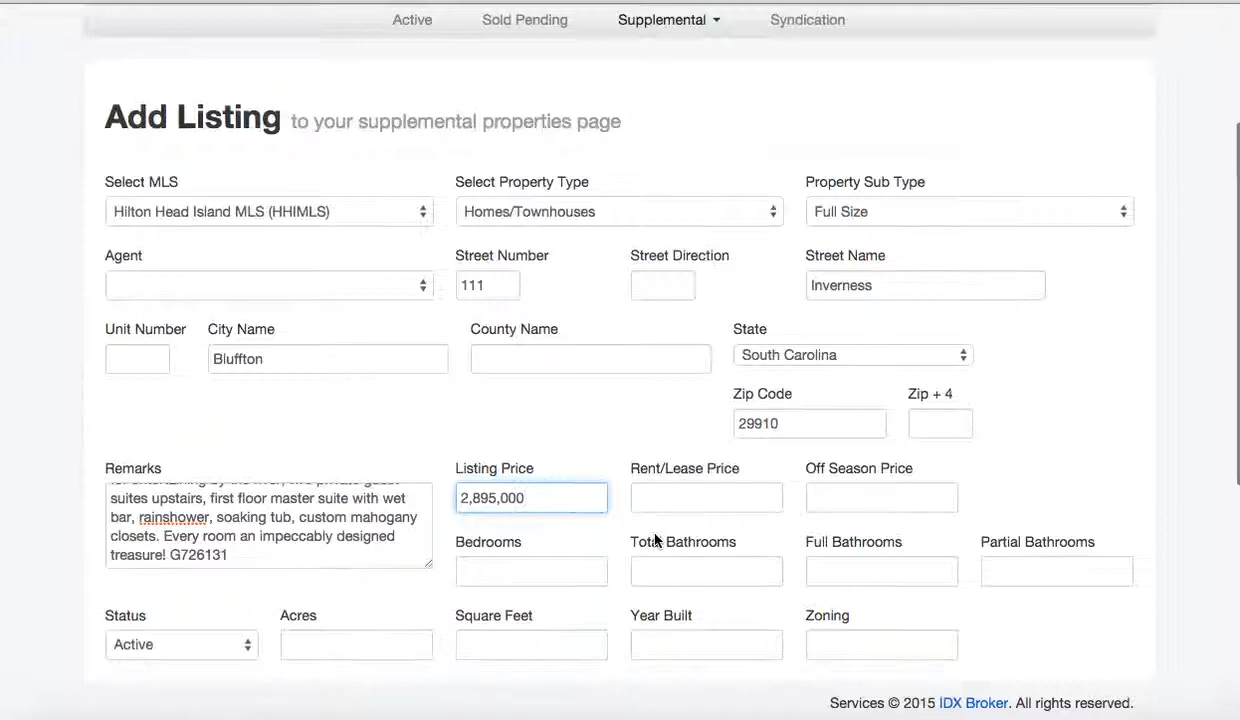 Active Sold Pending Supplemental Syndication
Add Listing to your supplemental properties page
Select MLS Select Property Type Property Sub Type
Hilton Head Island MLS (HHIMLS) Homes/Townhouses Full Size
Agent Street Number Street Direction Street Name
111 Inverness
Unit Number City Name County Name State
Bluffton South Carolina
Zip Code Zip + 4
29910
Remarks Listing Price Rent/Lease Price Off Season Price
suites upstairs, first floor master suite with wet
bar, rainshower, soaking tub, custom mahogany
closets. Every room an impeccably designed
treasure! G726131
2,895,000
Bedrooms Total Bathrooms Full Bathrooms Partial Bathrooms
Status Acres Square Feet Year Built Zoning
Active
Services © 2015 IDX Broker. All rights reserved.